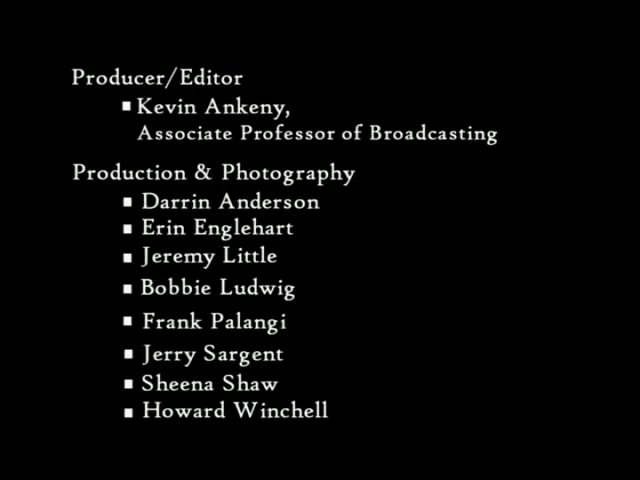 Producer/Editor
▪ Kevin Ankeny,
Associate Professor of Broadcasting
Production & Photography
▪ Darrin Anderson
▪ Erin Englehart
▪ Jeremy Little
▪ Bobbie Ludwig
▪ Frank Palangi
▪ Jerry Sargent
▪ Sheena Shaw
▪ Howard Winchell